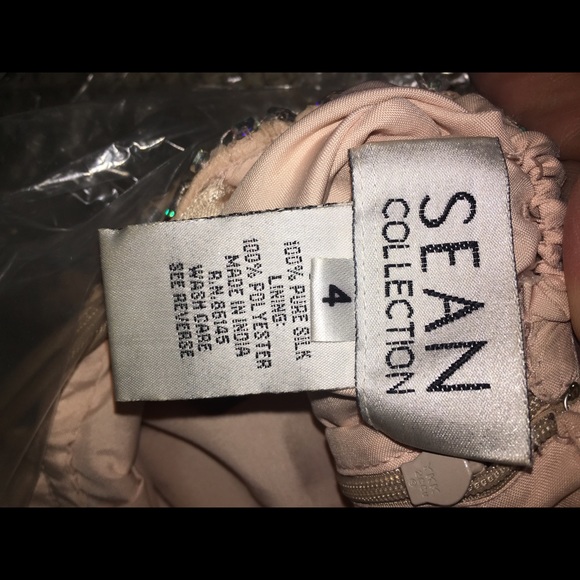 SEAN
COLLECTION
4
100% PURE SILK
LINING:
100% POLYESTER
MADE IN INDIA
R.N 86145
WASH CARE
SEE REVERSE